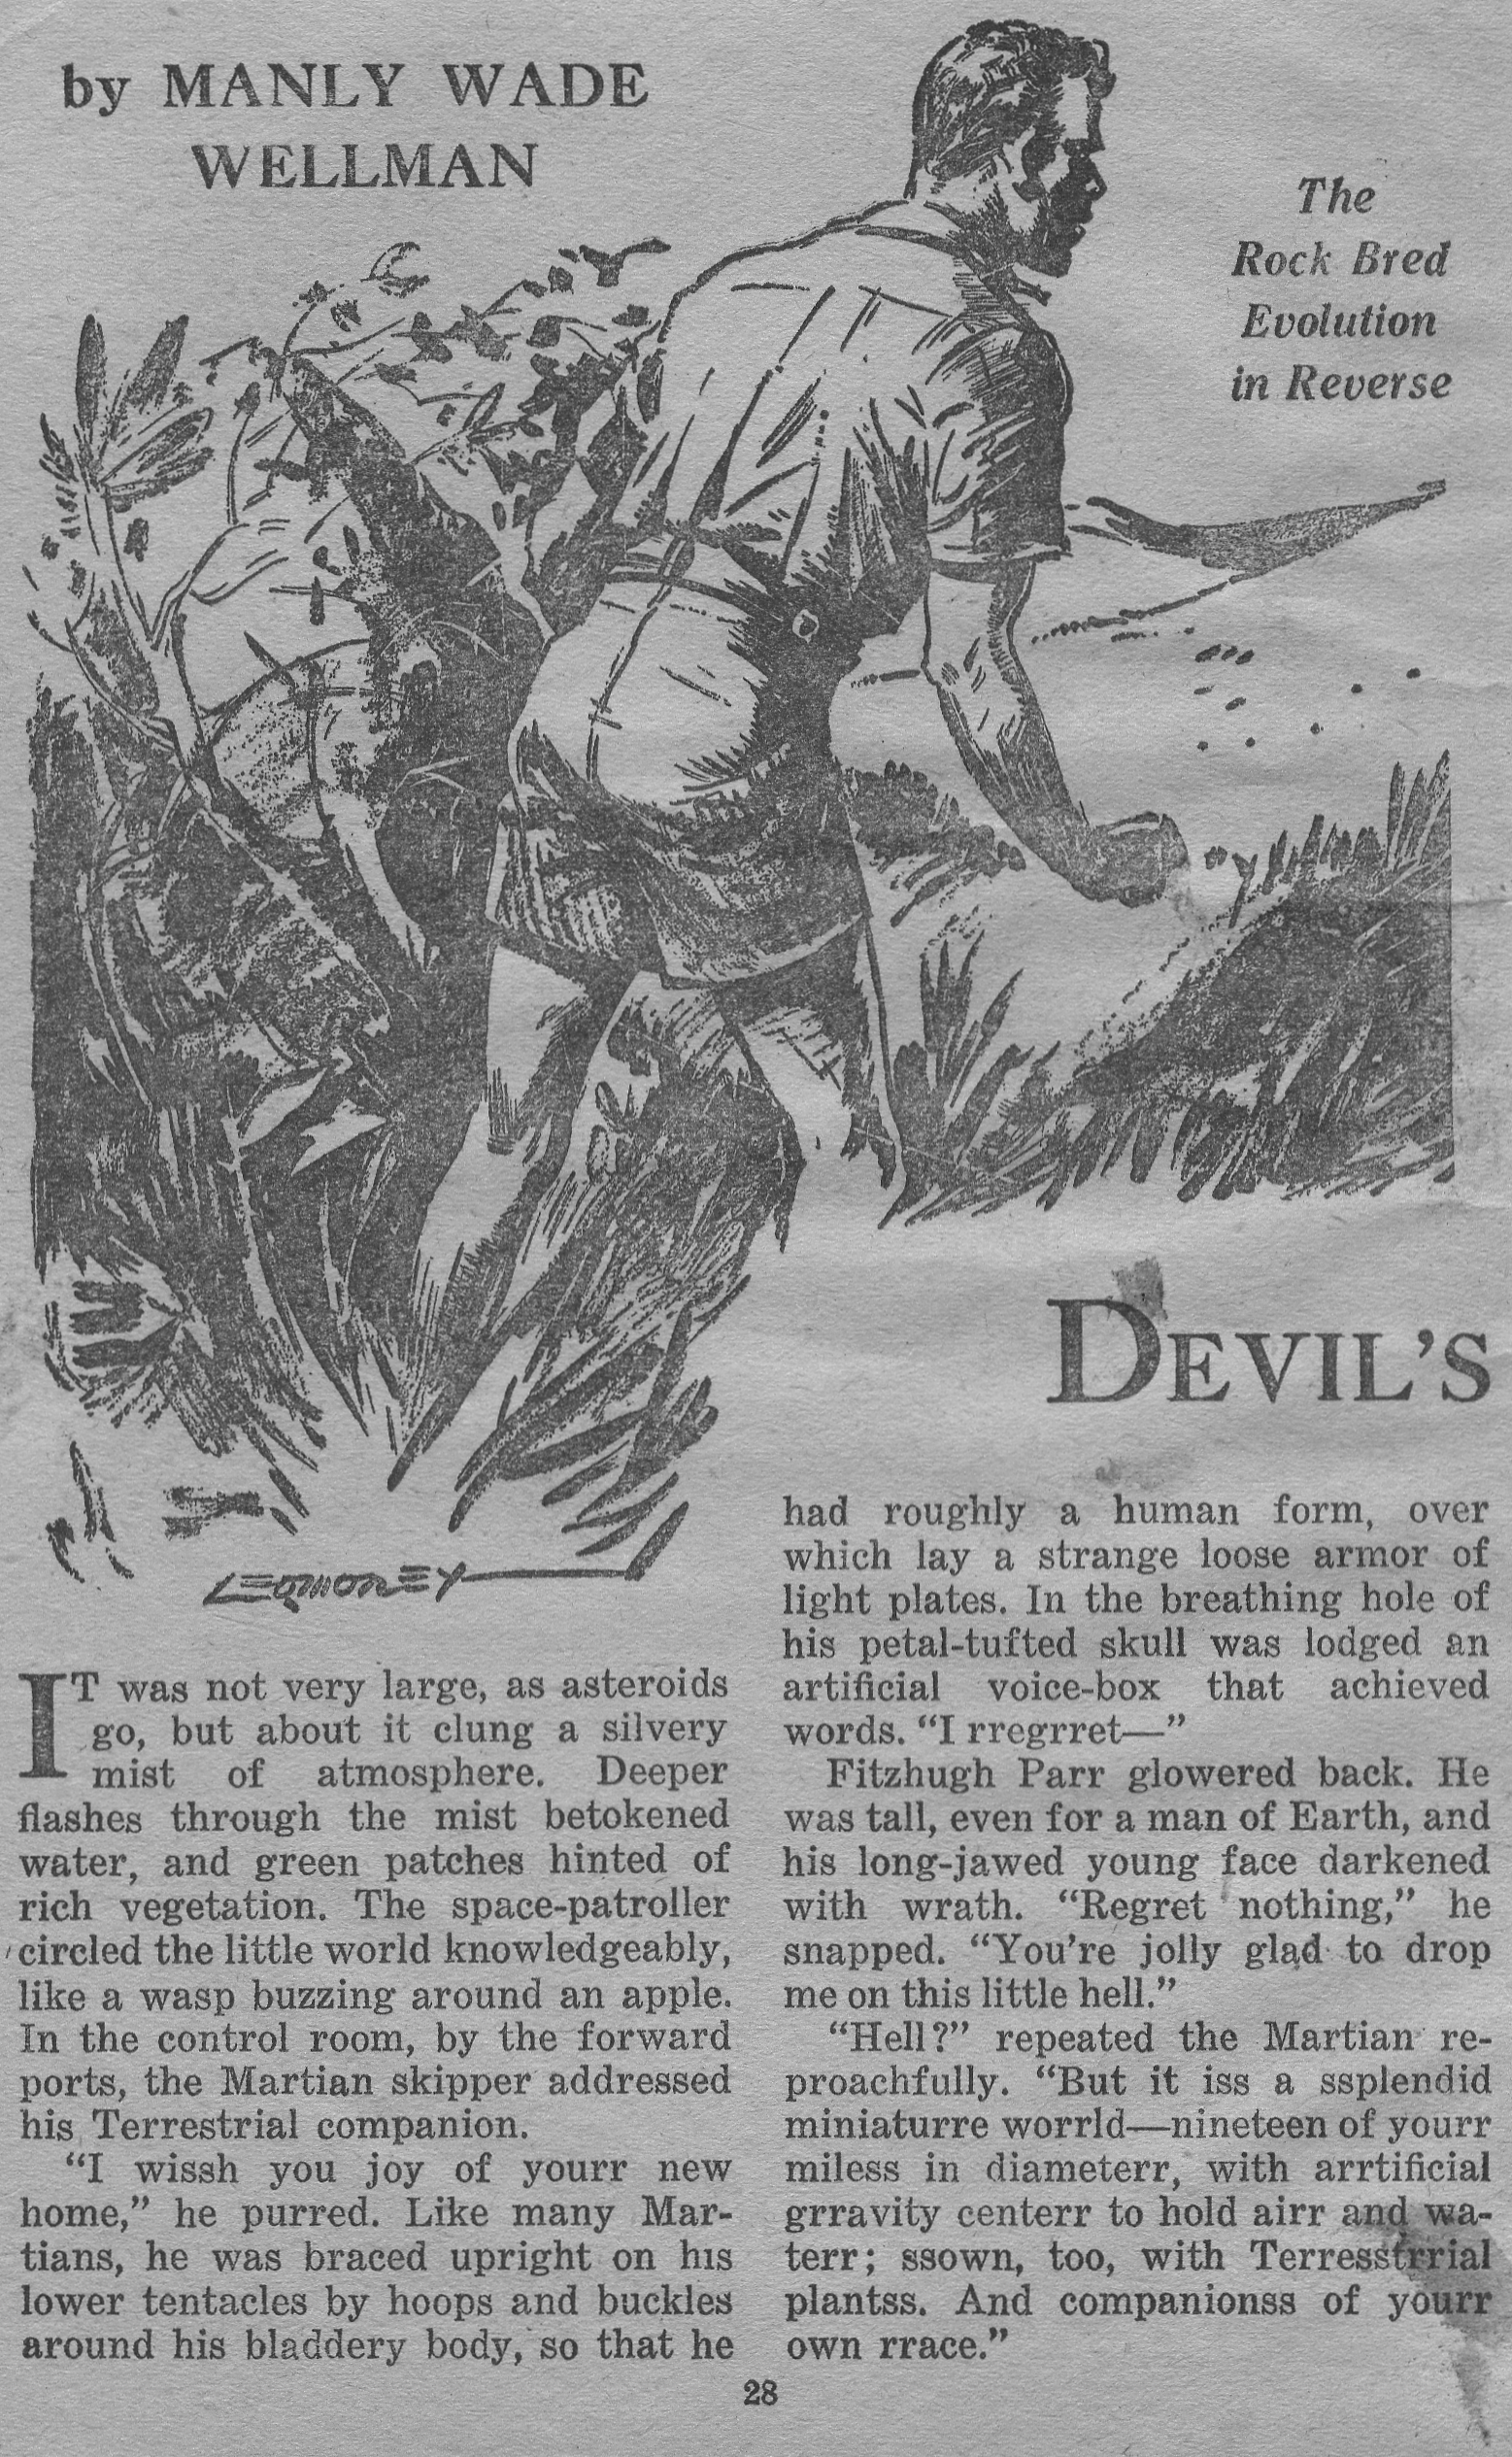 by MANLY WADE
WELLMAN
The
Rock Bred
Evolution
in Reverse
DEVIL'S
LEYDMONEY
IT was not very large, as asteroids
go, but about it clung a silvery
mist of atmosphere. Deeper
flashes through the mist betokened
water, and green patches hinted of
rich vegetation. The space-patroller
circled the little world knowledgeably,
like a wasp buzzing around an apple.
In the control room, by the forward
ports, the Martian skipper addressed
his Terrestrial companion.
“I wissh you joy of yourr new
home,” he purred. Like many Mar-
tians, he was braced upright on his
lower tentacles by hoops and buckles
around his bladdery body, so that he
had roughly a human form, over
which lay a strange loose armor of
light plates. In the breathing hole of
his petal-tufted skull was lodged an
artificial voice-box that achieved
words. “I rregrret—”
Fitzhugh Parr glowered back. He
was tall, even for a man of Earth, and
his long-jawed young face darkened
with wrath. “Regret nothing,” he
snapped. “You're jolly glad to drop
me on this little hell.”
“Hell?” repeated the Martian re-
proachfully. “But it iss a ssplendid
miniaturre worrld—nineteen of yourr
miless in diameterr, with arrtificial
grravity centerr to hold airr and wa-
terr; ssown, too, with Terresstrrial
plantss. And companionss of yourr
own rrace.”
28